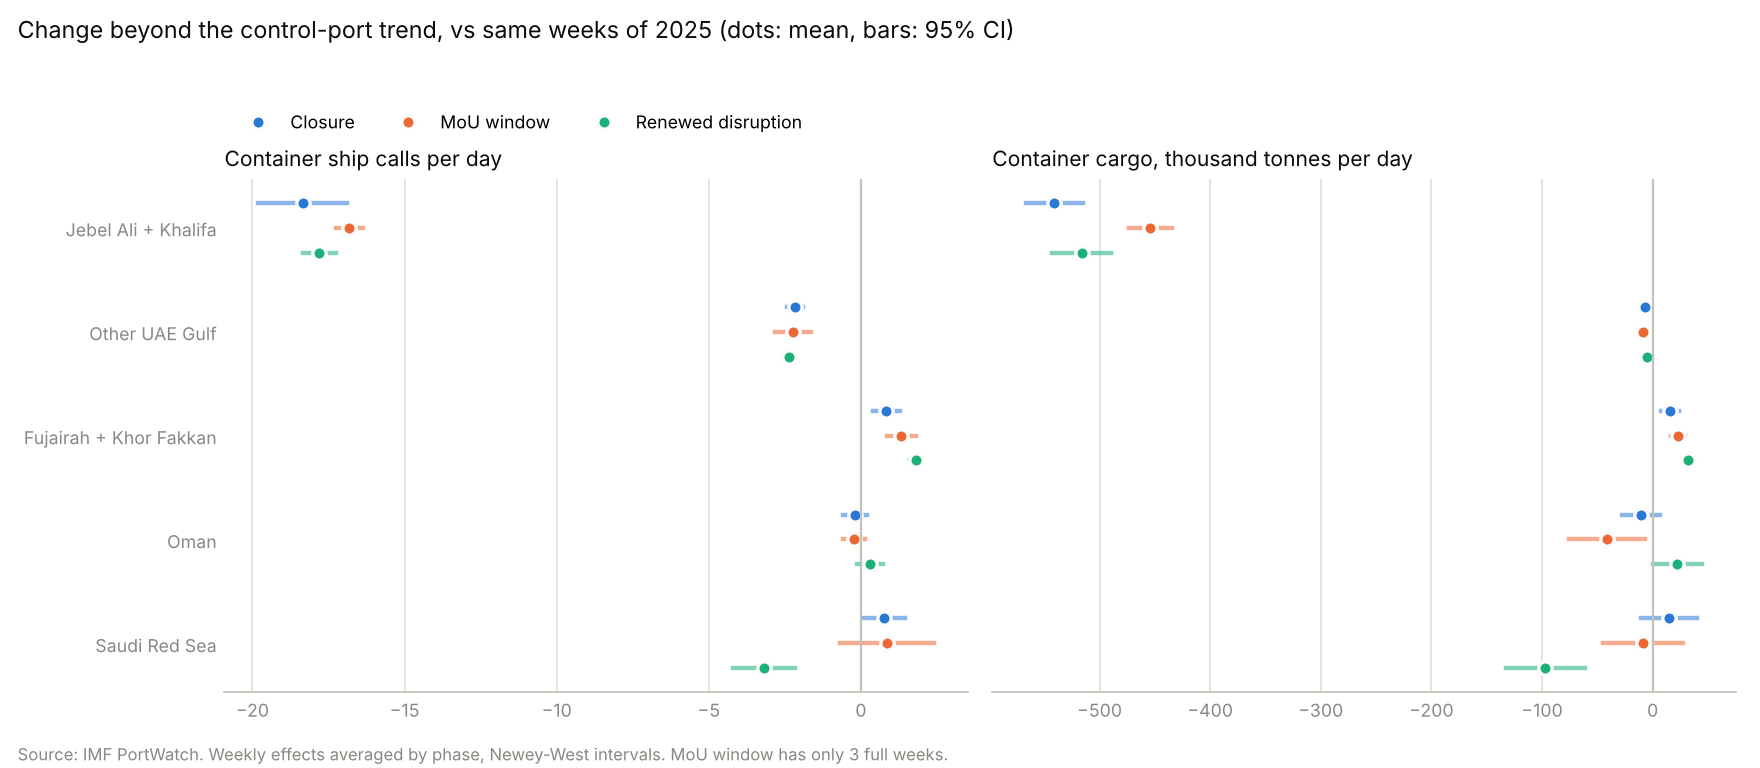 Change beyond the control-port trend, vs same weeks of 2025 (dots: mean, bars: 95% CI)
Closure
MoU window
Renewed disruption
Container ship calls per day
Container cargo, thousand tonnes per day
Jebel Ali + Khalifa
Other UAE Gulf
Fujairah + Khor Fakkan
Oman
Saudi Red Sea
−20 −15 −10 −5 0
−500 −400 −300 −200 −100 0
Source: IMF PortWatch. Weekly effects averaged by phase, Newey-West intervals. MoU window has only 3 full weeks.